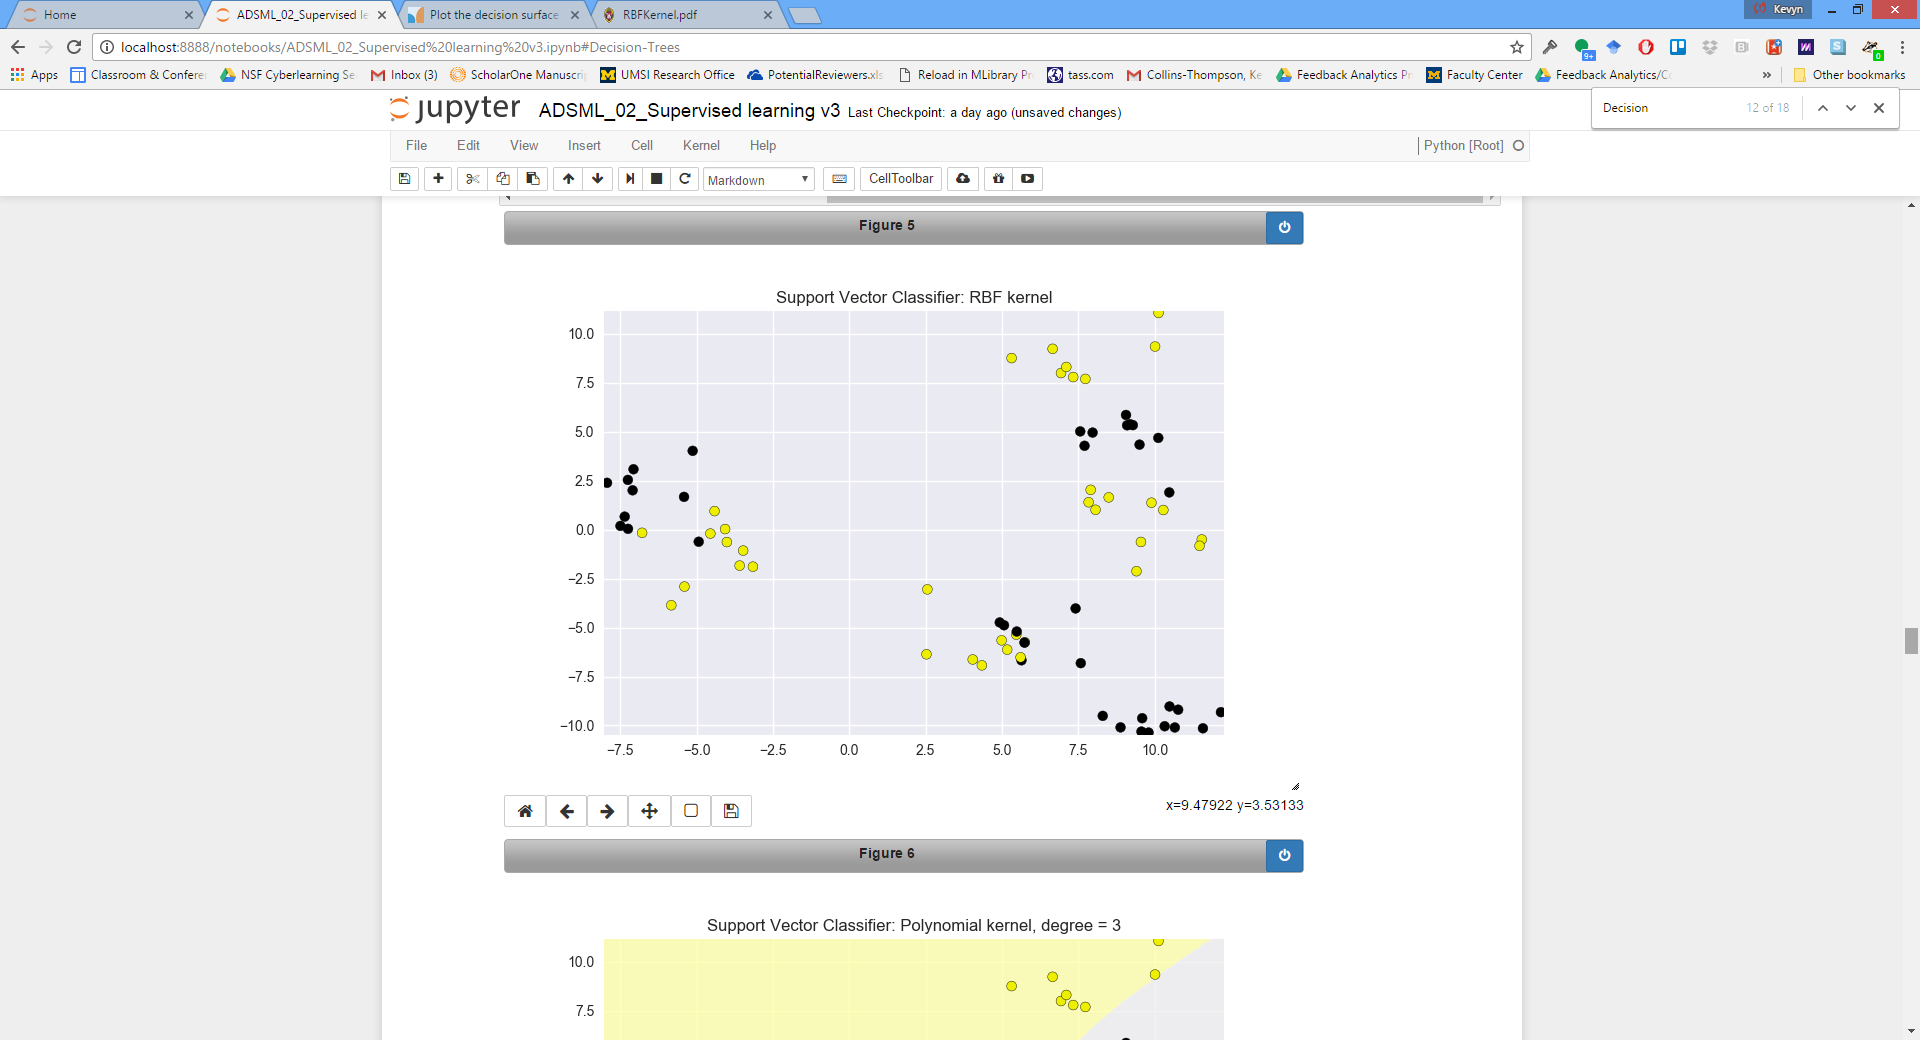 Home
ADSML_02_Supervised le
Plot the decision surface
RBFKernel.pdf
Kevyn
localhost:8888/notebooks/ADSML_02_Supervised%20learning%20v3.ipynb#Decision-Trees
9+
0
Apps
Classroom & Confere
NSF Cyberlearning Se
Inbox (3)
ScholarOne Manuscri
UMSI Research Office
PotentialReviewers.xls
Reload in MLibrary Pr
tass.com
Collins-Thompson, Ke
Feedback Analytics Pr
Faculty Center
Feedback Analytics/C
»
Other bookmarks
jupyter ADSML_02_Supervised learning v3 Last Checkpoint: a day ago (unsaved changes)
Decision 12 of 18
File Edit View Insert Cell Kernel Help
Python [Root]
Markdown
CellToolbar
Figure 5
Support Vector Classifier: RBF kernel
10.0
7.5
5.0
2.5
0.0
−2.5
−5.0
−7.5
−10.0
−7.5 −5.0 −2.5 0.0 2.5 5.0 7.5 10.0
x=9.47922 y=3.53133
Figure 6
Support Vector Classifier: Polynomial kernel, degree = 3
10.0
7.5